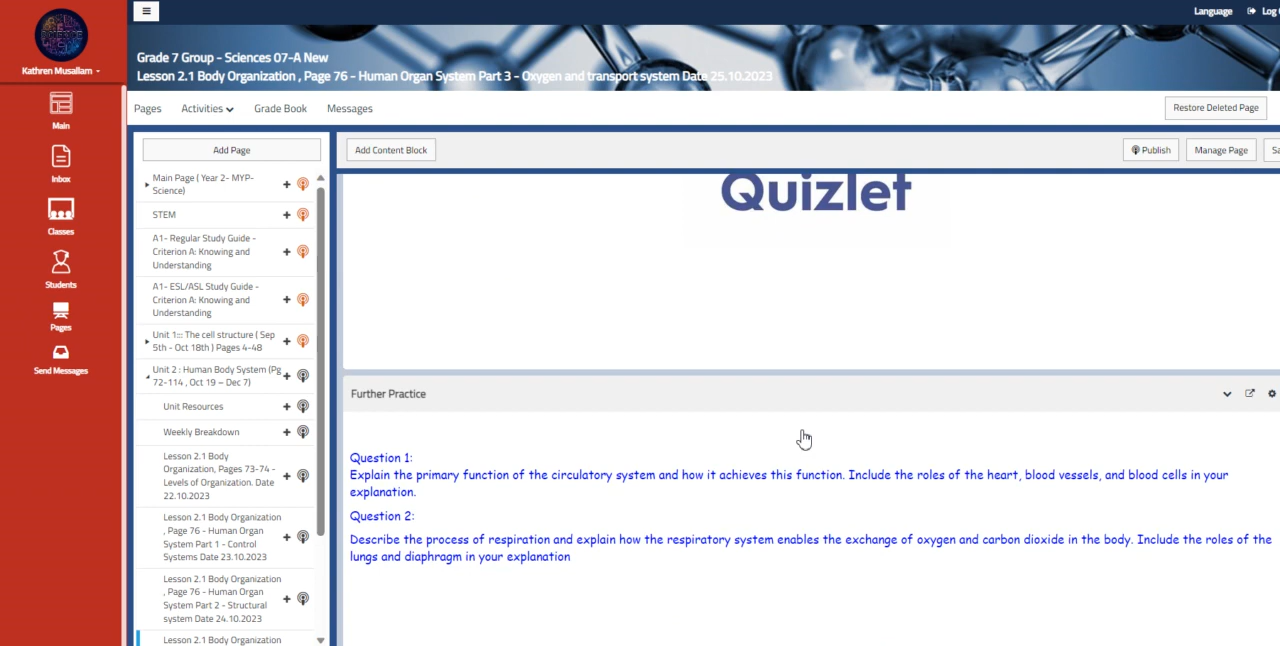 Language
Log
Kathren Musallam
Grade 7 Group - Sciences 07-A New
Lesson 2.1 Body Organization , Page 76 - Human Organ System Part 3 - Oxygen and transport system Date 25.10.2023
Pages
Activities
Grade Book
Messages
Restore Deleted Page
Main
Inbox
Classes
Students
Pages
Send Messages
Add Page
Main Page ( Year 2- MYP-
Science)
STEM
A1- Regular Study Guide -
Criterion A: Knowing and
Understanding
A1- ESL/ASL Study Guide -
Criterion A: Knowing and
Understanding
Unit 1::: The cell structure ( Sep
5th - Oct 18th ) Pages 4-48
Unit 2 : Human Body System (Pg
72-114 , Oct 19 – Dec 7)
Unit Resources
Weekly Breakdown
Lesson 2.1 Body
Organization, Pages 73-74 -
Levels of Organization. Date
22.10.2023
Lesson 2.1 Body Organization
, Page 76 - Human Organ
System Part 1 - Control
Systems Date 23.10.2023
Lesson 2.1 Body Organization
, Page 76 - Human Organ
System Part 2 - Structural
system Date 24.10.2023
Lesson 2.1 Body Organization
Add Content Block
Publish
Manage Page
Quizlet
Further Practice
Question 1:
Explain the primary function of the circulatory system and how it achieves this function. Include the roles of the heart, blood vessels, and blood cells in your
explanation.
Question 2:
Describe the process of respiration and explain how the respiratory system enables the exchange of oxygen and carbon dioxide in the body. Include the roles of the
lungs and diaphragm in your explanation